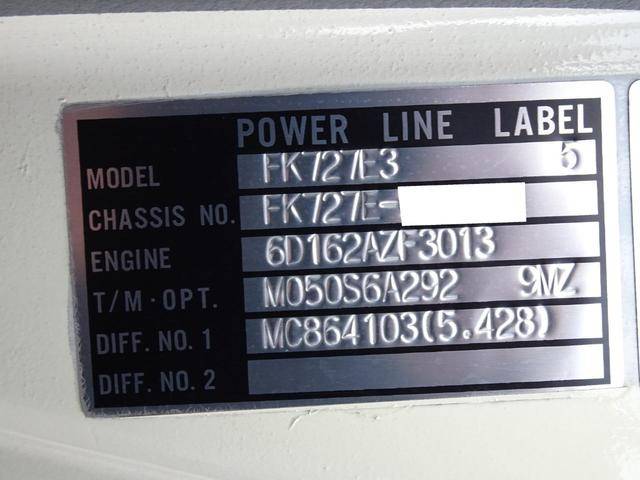 POWER LINE LABEL
MODEL FK727E3 5
CHASSIS NO. FK727E-
ENGINE 6D162AZF3013
T/M·OPT. M050S6A292 9MZ
DIFF. NO. 1 MC864103(5.428)
DIFF. NO. 2